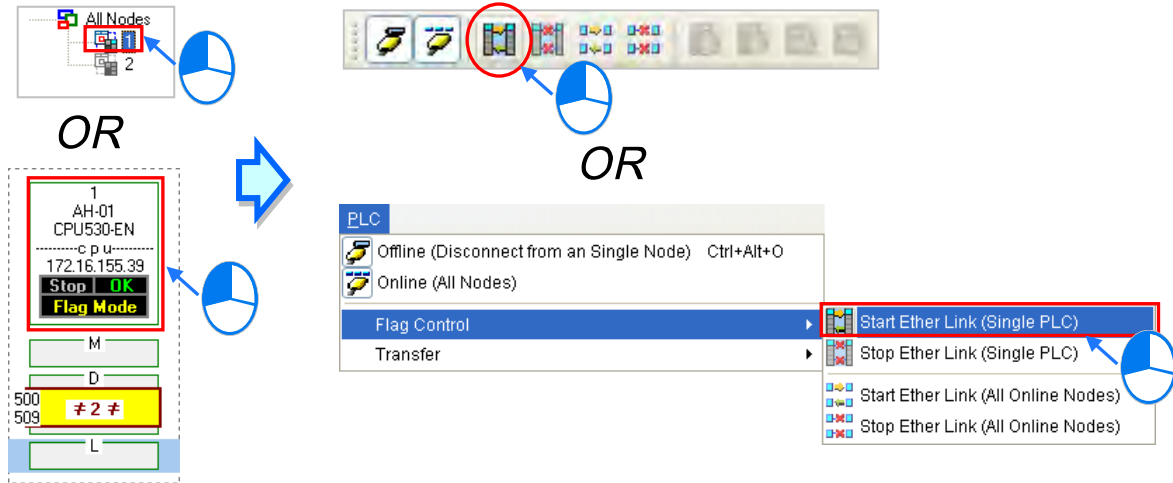 All Nodes
1
2
OR
1
AH-01
CPU530-EN
--------c p u--------
172.16.155.39
Stop OK
Flag Mode
M
D
500
509
≠ 2 ≠
L
OR
PLC
Offline (Disconnect from an Single Node) Ctrl+Alt+O
Online (All Nodes)
Flag Control
Transfer
Start Ether Link (Single PLC)
Stop Ether Link (Single PLC)
Start Ether Link (All Online Nodes)
Stop Ether Link (All Online Nodes)